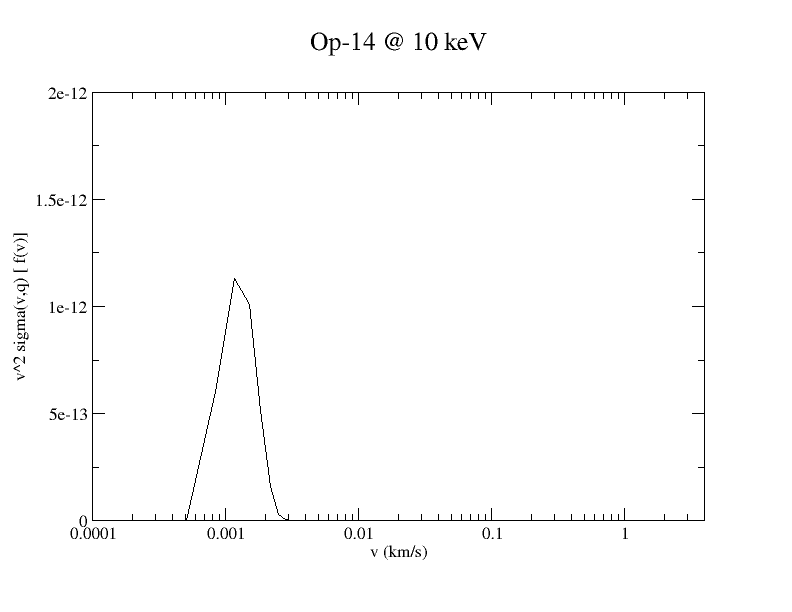 Op-14 @ 10 keV
2e-12
1.5e-12
1e-12
5e-13
0
v^2 sigma(v,q) [ f(v)]
0.0001
0.001
0.01
0.1
1
v (km/s)